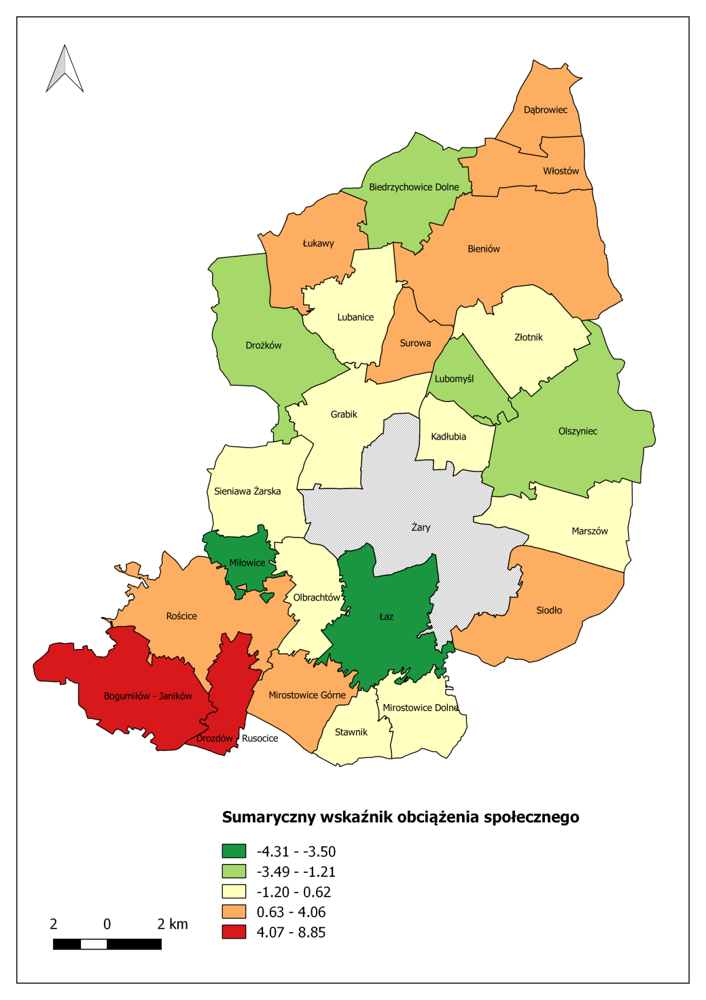 Dąbrowiec
Włostów
Biedrzychowice Dolne
Łukawy
Bieniów
Lubanice
Złotnik
Surowa
Drożków
Lubomyśl
Grabik
Olszyniec
Kadłubia
Sieniawa Żarska
Żary
Marszów
Miłowice
Olbrachtów
Siodło
Rościce
Łaz
Bogumiłów - Janików
Mirostowice Górne
Mirostowice Dolne
Stawnik
Drozdów
Rusocice
Sumaryczny wskaźnik obciążenia społecznego
-4.31 - -3.50
-3.49 - -1.21
-1.20 - 0.62
0.63 - 4.06
4.07 - 8.85
2 0 2 km